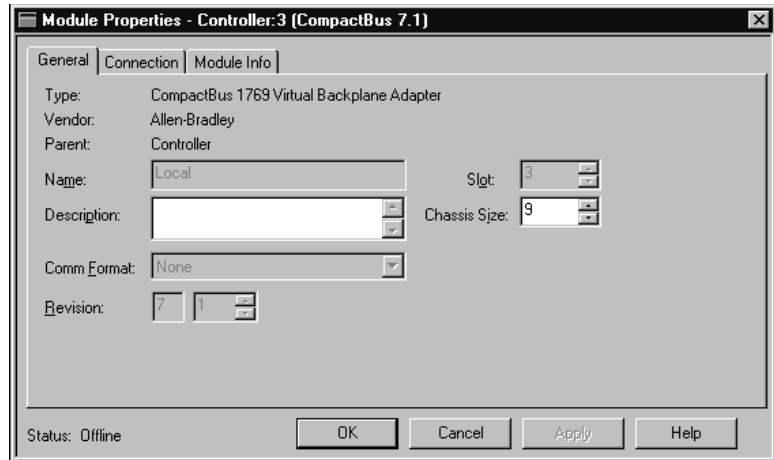 Module Properties - Controller:3 (CompactBus 7.1)
General Connection Module Info
Type: CompactBus 1769 Virtual Backplane Adapter
Vendor: Allen-Bradley
Parent: Controller
Name: Local Slot: 3
Description: Chassis Size: 9
Comm Format: None
Revision: 7 1
Status: Offline OK Cancel Apply Help